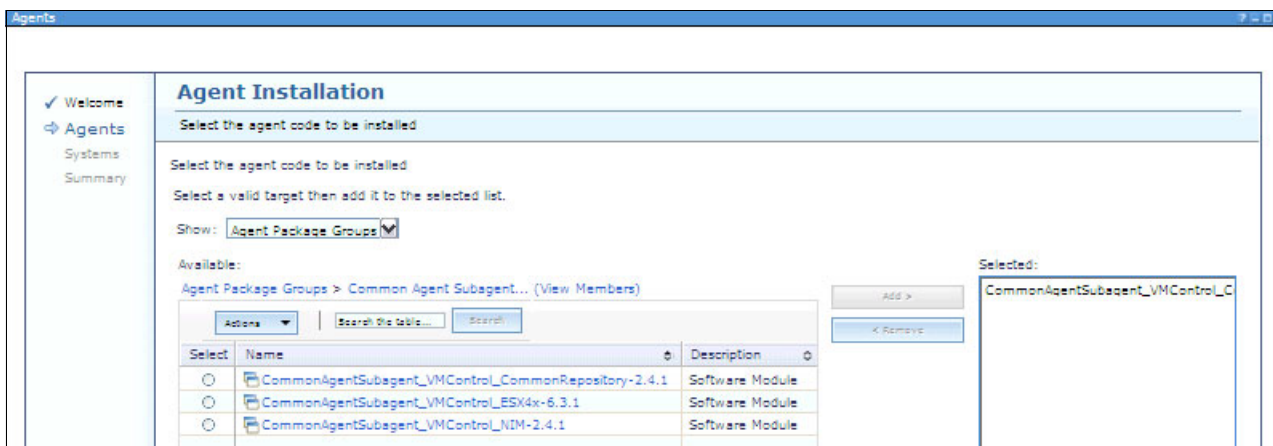 Agents
? – □
Agent Installation
✓ Welcome
Agents
Systems
Summary
Select the agent code to be installed
Select the agent code to be installed
Select a valid target then add it to the selected list.
Show: Agent Package Groups
Available:
Agent Package Groups > Common Agent Subagent... (View Members)
Actions
Search the table...
Search
Select Name Description
CommonAgentSubagent_VMControl_CommonRepository-2.4.1 Software Module
CommonAgentSubagent_VMControl_ESX4x-6.3.1 Software Module
CommonAgentSubagent_VMControl_NIM-2.4.1 Software Module
Add >
< Remove
Selected:
CommonAgentSubagent_VMControl_C